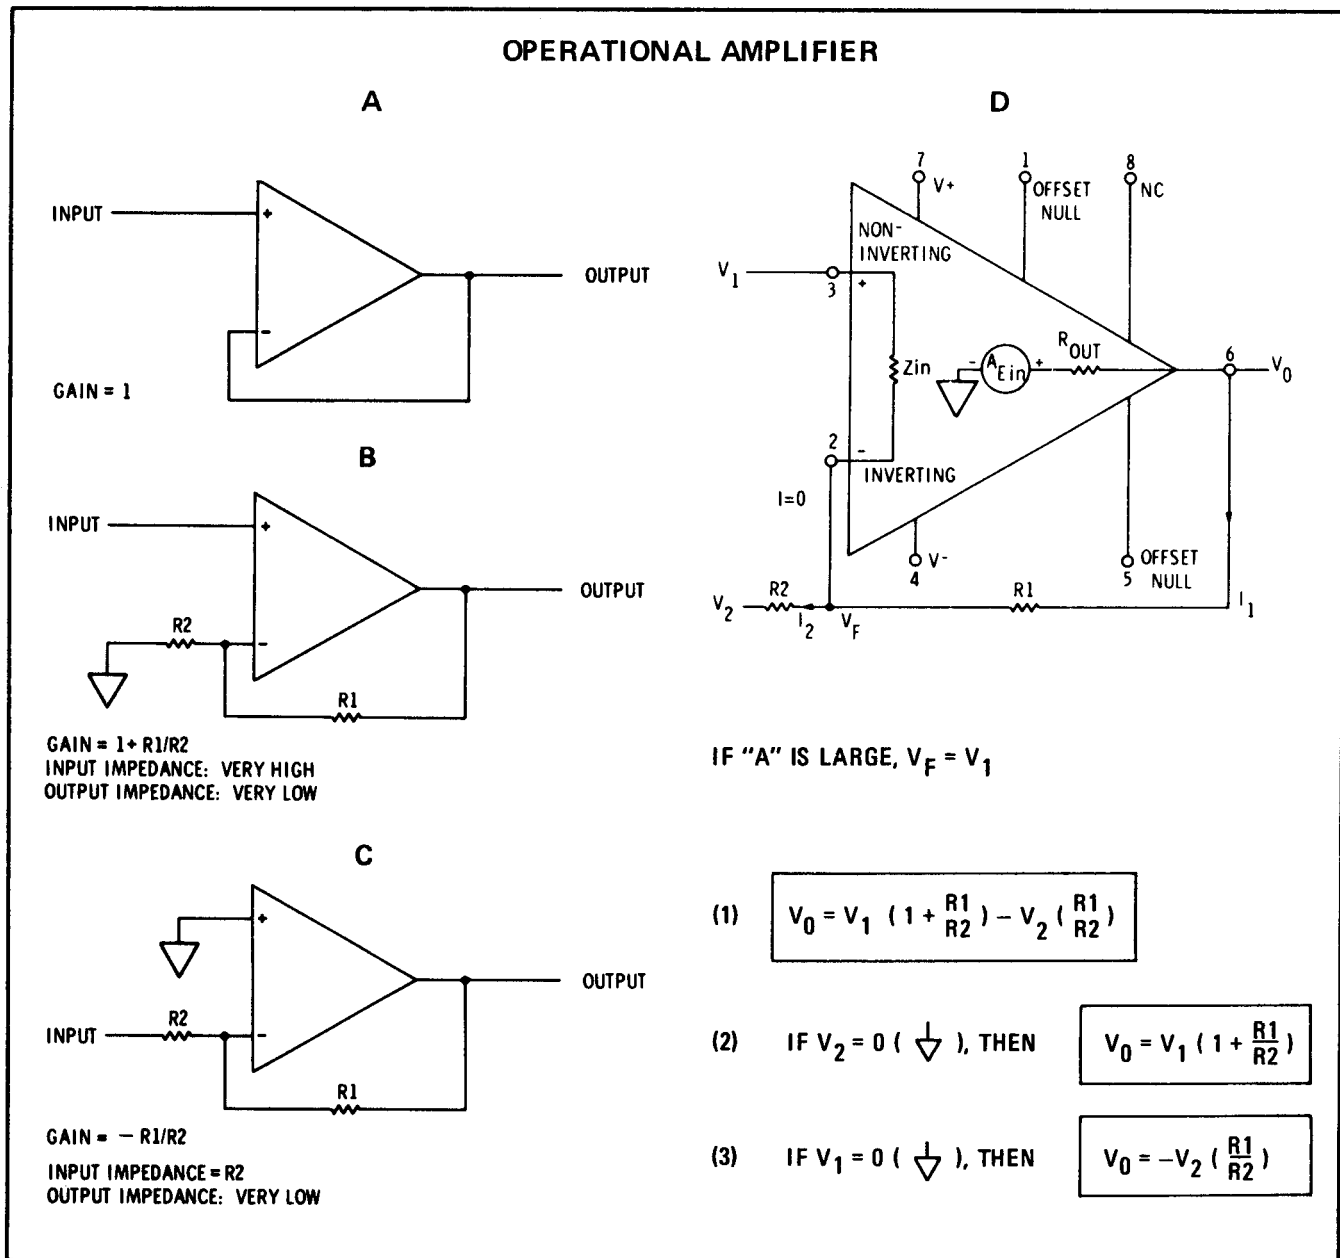 OPERATIONAL AMPLIFIER
A
INPUT
+
-
OUTPUT
GAIN = 1
B
INPUT
+
R2
-
OUTPUT
R1
GAIN = 1+ R1/R2
INPUT IMPEDANCE: VERY HIGH
OUTPUT IMPEDANCE: VERY LOW
C
+
INPUT
R2
-
OUTPUT
R1
GAIN = — R1/R2
INPUT IMPEDANCE = R2
OUTPUT IMPEDANCE: VERY LOW
D
7
V+
1
OFFSET
NULL
8
NC
NON-
INVERTING
V1
3
+
Zin
- A Ein +
ROUT
6
V0
2
-
INVERTING
I=0
4
V-
5
OFFSET
NULL
V2
R2
I2
VF
R1
I1
IF "A" IS LARGE, VF = V1
(1) V0 = V1 (1 + R1/R2) – V2 (R1/R2)
(2) IF V2 = 0 ( ), THEN V0 = V1 (1 + R1/R2)
(3) IF V1 = 0 ( ), THEN V0 = –V2 (R1/R2)